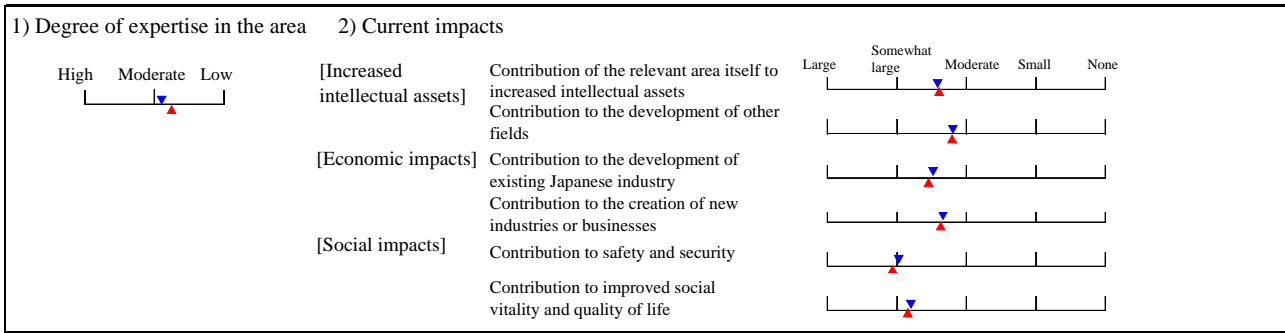 1) Degree of expertise in the area 2) Current impacts
High Moderate Low
Large Somewhat
large Moderate Small None
[Increased
intellectual assets]
Contribution of the relevant area itself to
increased intellectual assets
Contribution to the development of other
fields
[Economic impacts]
Contribution to the development of
existing Japanese industry
Contribution to the creation of new
industries or businesses
[Social impacts]
Contribution to safety and security
Contribution to improved social
vitality and quality of life